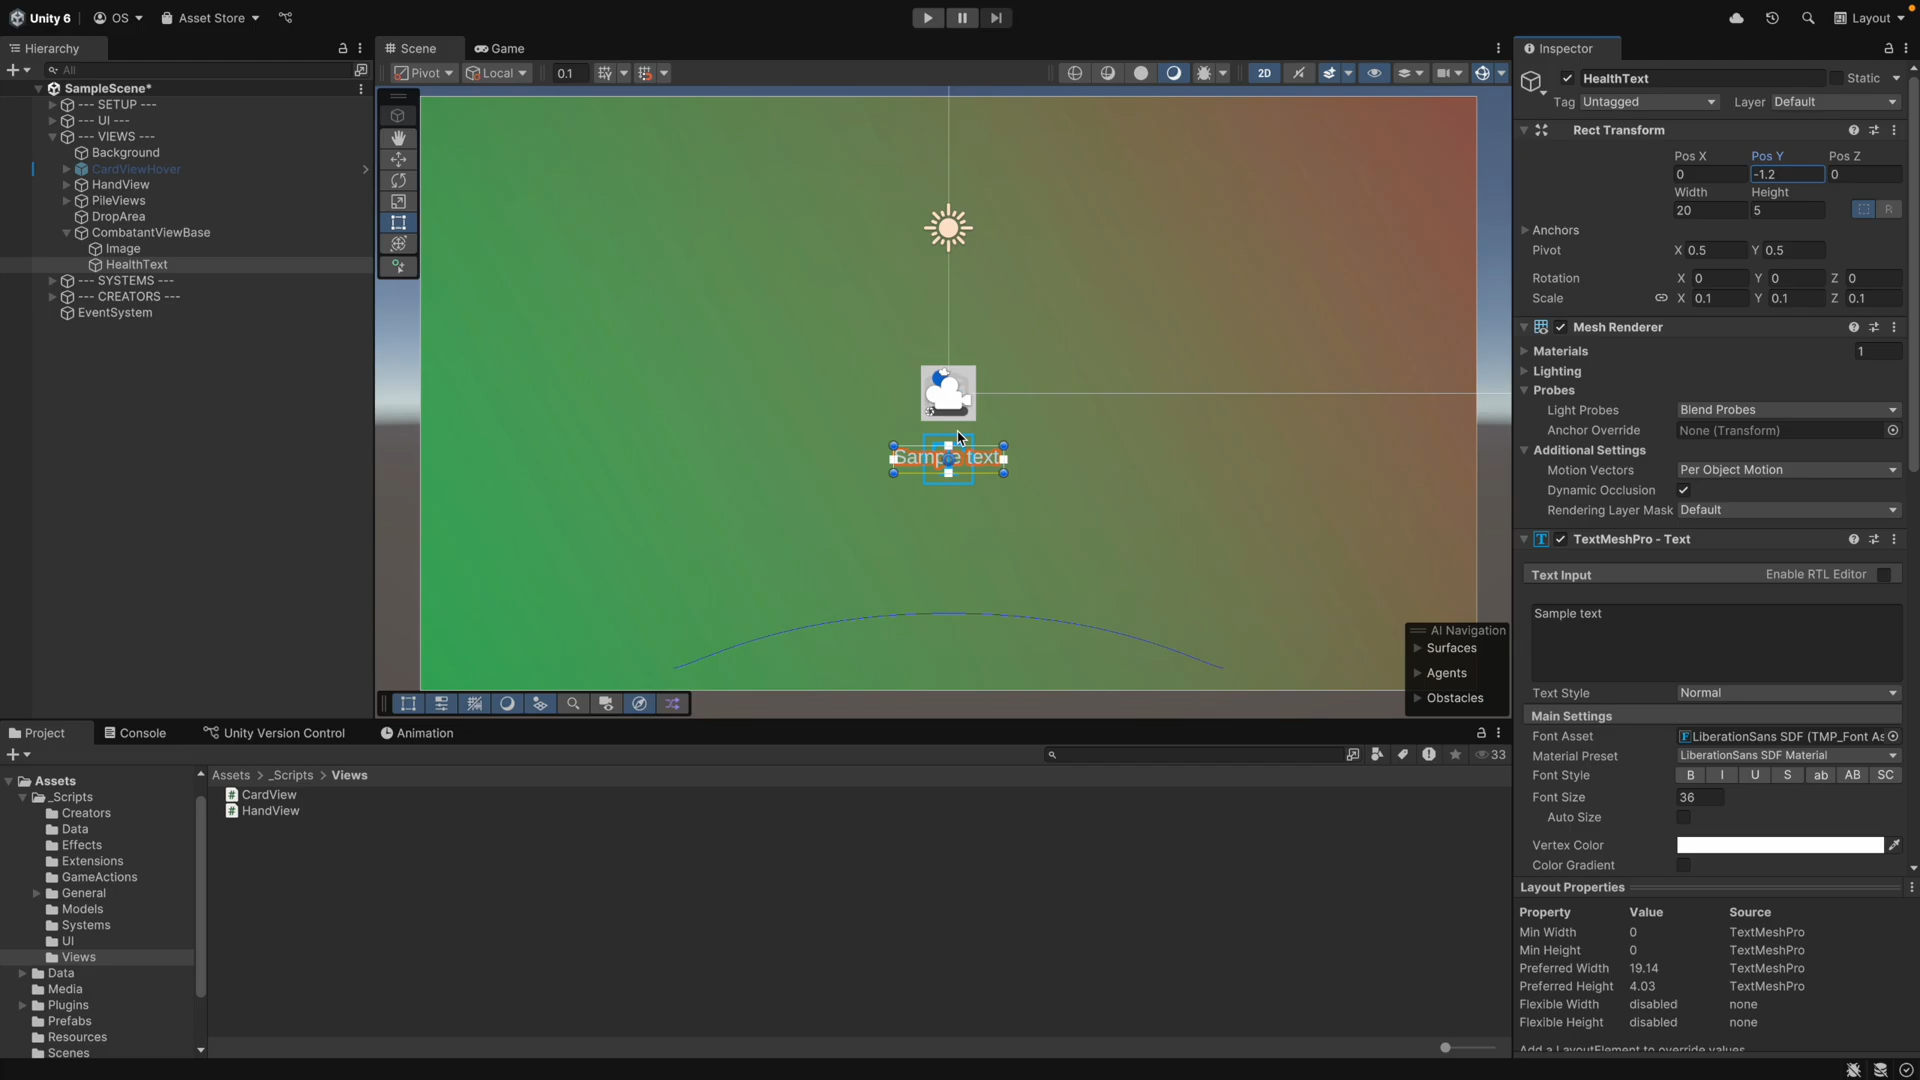 Unity 6 OS Asset Store Layout
Hierarchy
Scene Game
Inspector
All
Pivot Local 0.1 2D
SampleScene*
--- SETUP ---
--- UI ---
--- VIEWS ---
Background
CardViewHover
HandView
PileViews
DropArea
CombatantViewBase
Image
HealthText
--- SYSTEMS ---
--- CREATORS ---
EventSystem
Sample text
AI Navigation
Surfaces
Agents
Obstacles
HealthText Static
Tag Untagged Layer Default
Rect Transform
Pos X Pos Y Pos Z
0 -1.2 0
Width Height
20 5 R
Anchors
Pivot X 0.5 Y 0.5
Rotation X 0 Y 0 Z 0
Scale X 0.1 Y 0.1 Z 0.1
Mesh Renderer
Materials 1
Lighting
Probes
Light Probes Blend Probes
Anchor Override None (Transform)
Additional Settings
Motion Vectors Per Object Motion
Dynamic Occlusion
Rendering Layer Mask Default
TextMeshPro - Text
Text Input Enable RTL Editor
Sample text
Text Style Normal
Main Settings
Font Asset F LiberationSans SDF (TMP_Font As
Material Preset LiberationSans SDF Material
Font Style B I U S ab AB SC
Font Size 36
Auto Size
Vertex Color
Color Gradient
Layout Properties
Property Value Source
Min Width 0 TextMeshPro
Min Height 0 TextMeshPro
Preferred Width 19.14 TextMeshPro
Preferred Height 4.03 TextMeshPro
Flexible Width disabled none
Flexible Height disabled none
Add a LayoutElement to override values
Project Console Unity Version Control Animation
33
Assets
_Scripts
Creators
Data
Effects
Extensions
GameActions
General
Models
Systems
UI
Views
Data
Media
Plugins
Prefabs
Resources
Scenes
Assets > _Scripts > Views
CardView
HandView